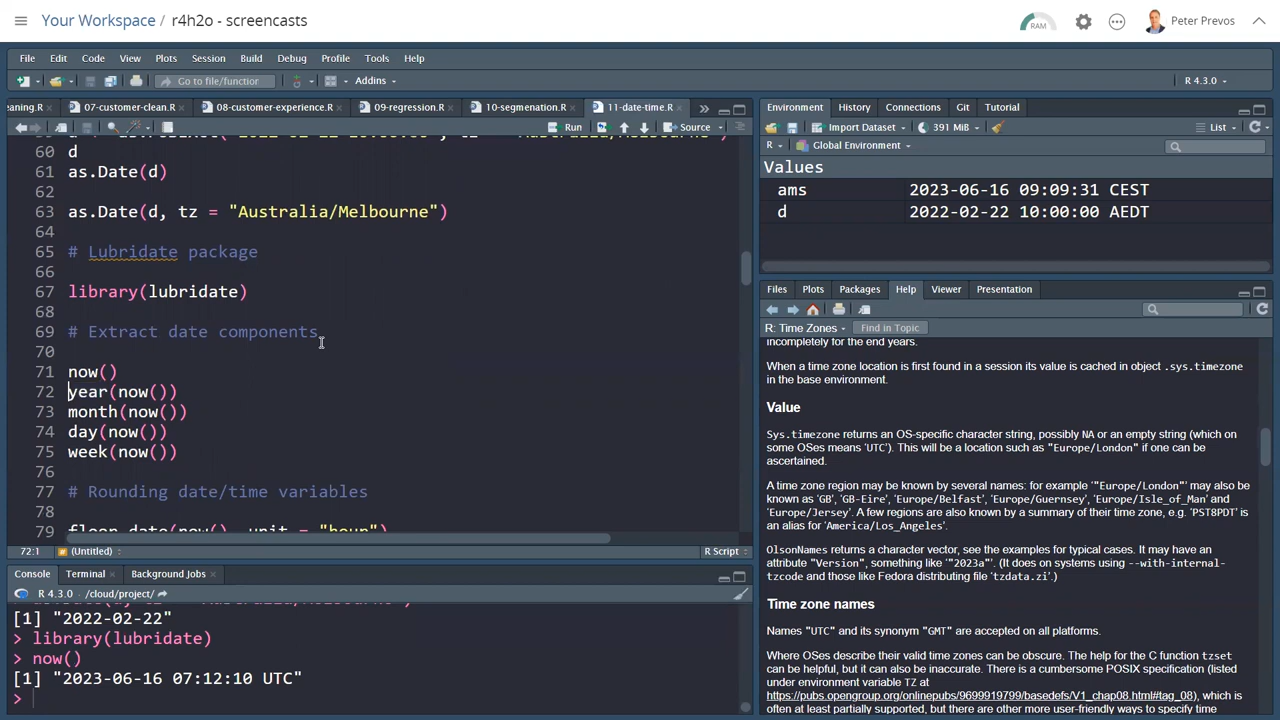 Your Workspace / r4h2o - screencasts
RAM
Peter Prevos
File Edit Code View Plots Session Build Debug Profile Tools Help
Go to file/function
Addins
R 4.3.0
eaning.R 07-customer-clean.R 08-customer-experience.R 09-regression.R 10-segmenation.R 11-date-time.R
Run Source
60 d
61 as.Date(d)
62
63 as.Date(d, tz = "Australia/Melbourne")
64
65 # Lubridate package
66
67 library(lubridate)
68
69 # Extract date components
70
71 now()
72 year(now())
73 month(now())
74 day(now())
75 week(now())
76
77 # Rounding date/time variables
78
79 floor_date(now(), unit = "hour")
72:1 (Untitled) R Script
Console Terminal Background Jobs
R 4.3.0 · /cloud/project/
[1] "2022-02-22"
> library(lubridate)
> now()
[1] "2023-06-16 07:12:10 UTC"
>
Environment History Connections Git Tutorial
Import Dataset 391 MiB List
R Global Environment
Values
ams 2023-06-16 09:09:31 CEST
d 2022-02-22 10:00:00 AEDT
Files Plots Packages Help Viewer Presentation
R: Time Zones Find in Topic
incompletely for the end years.
When a time zone location is first found in a session its value is cached in object .sys.timezone
in the base environment.
Value
Sys.timezone returns an OS-specific character string, possibly NA or an empty string (which on
some OSes means 'UTC'). This will be a location such as "Europe/London" if one can be
ascertained.
A time zone region may be known by several names: for example '"Europe/London"' may also be
known as 'GB', 'GB-Eire', 'Europe/Belfast', 'Europe/Guernsey', 'Europe/Isle_of_Man' and
'Europe/Jersey'. A few regions are also known by a summary of their time zone, e.g. 'PST8PDT' is
an alias for 'America/Los_Angeles'.
OlsonNames returns a character vector, see the examples for typical cases. It may have an
attribute "Version", something like '"2023a"'. (It does on systems using --with-internal-
tzcode and those like Fedora distributing file 'tzdata.zi'.)
Time zone names
Names "UTC" and its synonym "GMT" are accepted on all platforms.
Where OSes describe their valid time zones can be obscure. The help for the C function tzset
can be helpful, but it can also be inaccurate. There is a cumbersome POSIX specification (listed
under environment variable TZ at
https://pubs.opengroup.org/onlinepubs/9699919799/basedefs/V1_chap08.html#tag_08), which is
often at least partially supported, but there are other more user-friendly ways to specify time